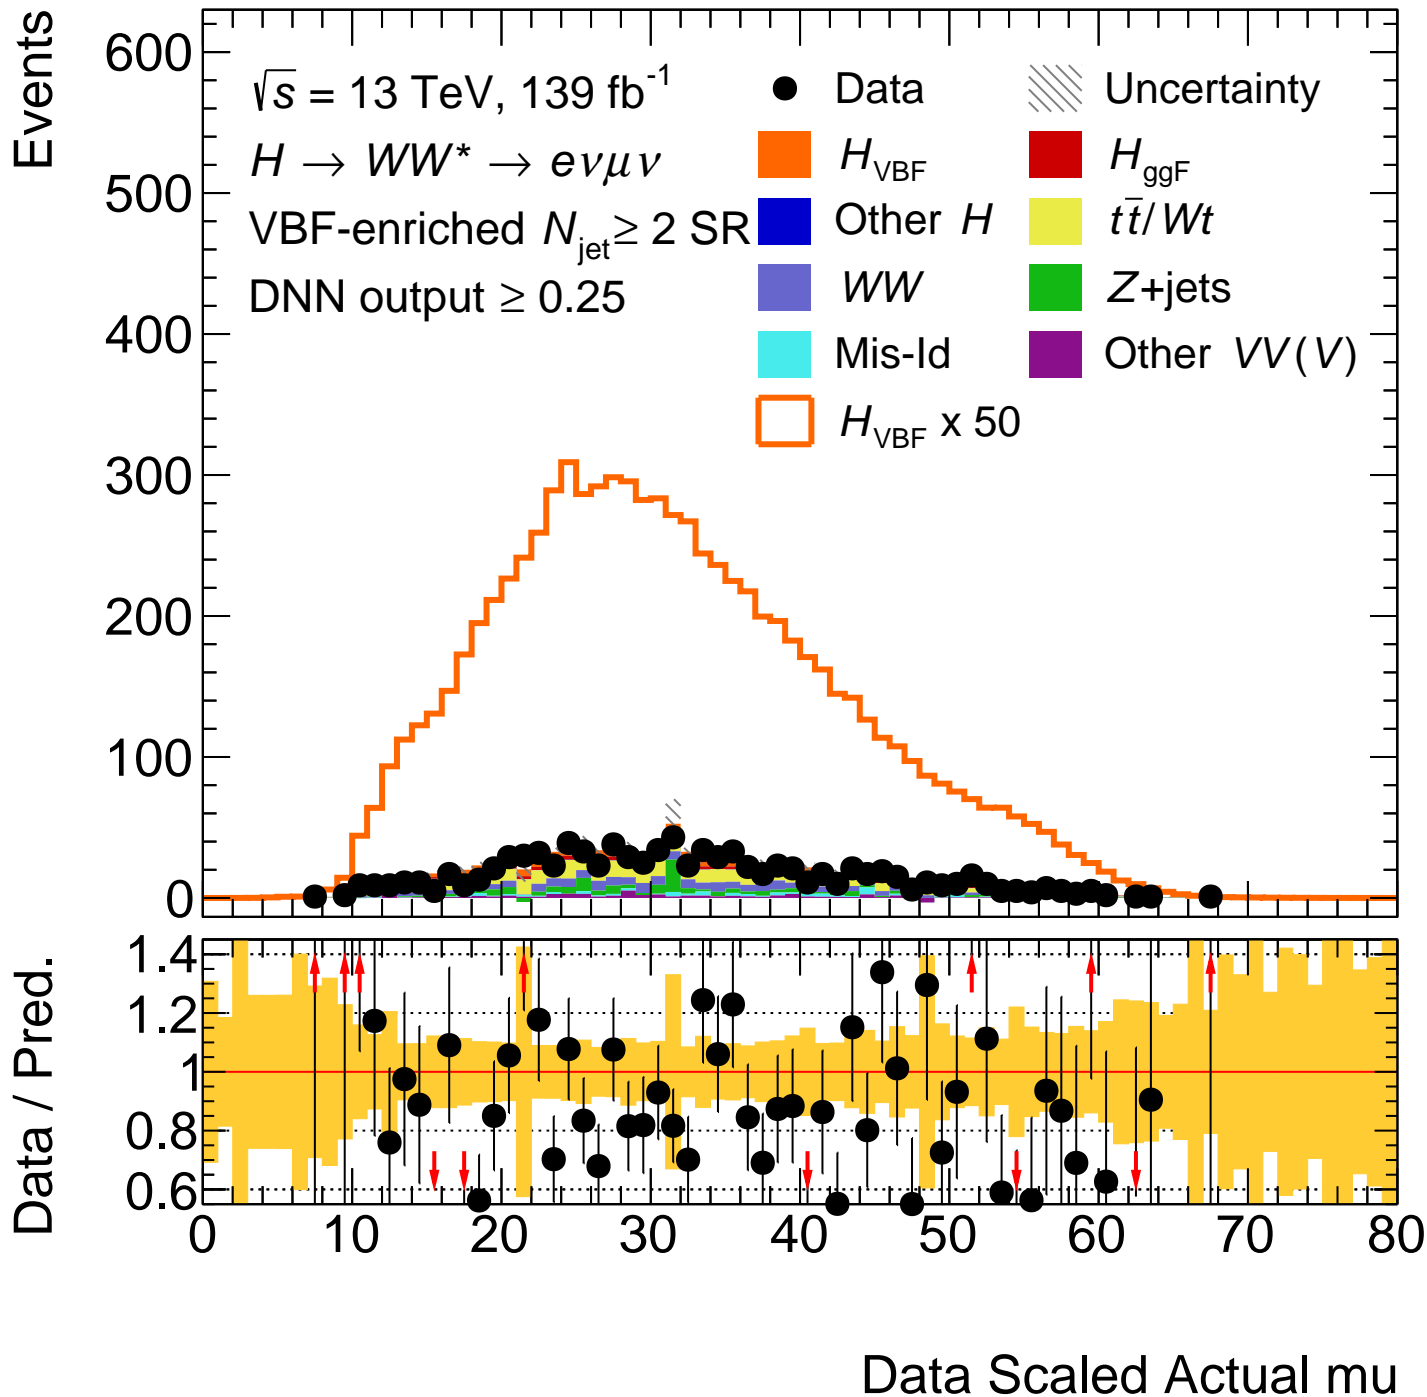 Events
600
500
400
300
200
100
0
√s = 13 TeV, 139 fb⁻¹
H → WW* → eνμν
VBF-enriched N_jet ≥ 2 SR
DNN output ≥ 0.25
Data
Uncertainty
H_VBF
H_ggF
Other H
tt̄/Wt
WW
Z+jets
Mis-Id
Other VV(V)
H_VBF x 50
Data / Pred.
1.4
1.2
1
0.8
0.6
0 10 20 30 40 50 60 70 80
Data Scaled Actual mu